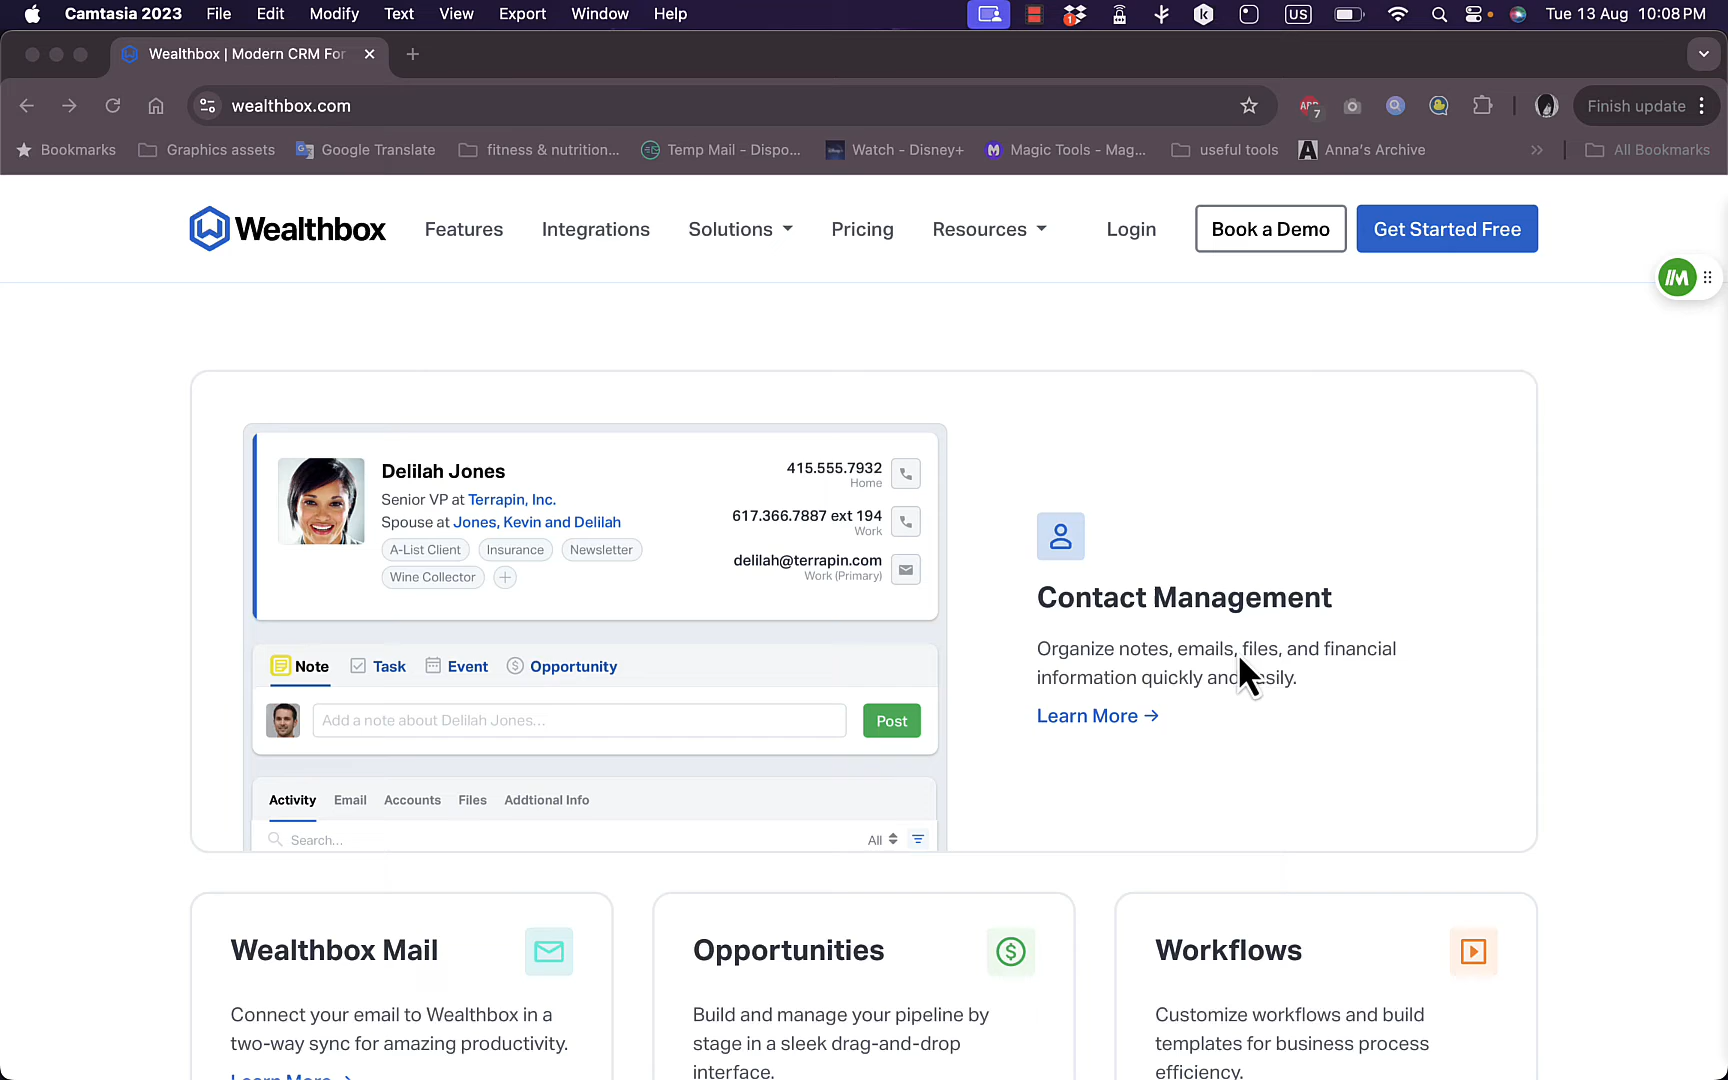 Camtasia 2023 File Edit Modify Text View Export Window Help
1 US Tue 13 Aug 10:08 PM
Wealthbox | Modern CRM For
wealthbox.com
ABP 7 Finish update
Bookmarks Graphics assets Google Translate fitness & nutrition... Temp Mail - Dispo... Watch - Disney+ Magic Tools - Mag... useful tools Anna's Archive All Bookmarks
Wealthbox Features Integrations Solutions Pricing Resources Login Book a Demo Get Started Free
Delilah Jones
Senior VP at Terrapin, Inc.
Spouse at Jones, Kevin and Delilah
A-List Client Insurance Newsletter
Wine Collector
415.555.7932
Home
617.366.7887 ext 194
Work
delilah@terrapin.com
Work (Primary)
Note Task Event Opportunity
Add a note about Delilah Jones...
Post
Activity Email Accounts Files Addtional Info
Search...
All
Contact Management
Organize notes, emails, files, and financial
information quickly and easily.
Learn More →
Wealthbox Mail
Connect your email to Wealthbox in a
two-way sync for amazing productivity.
Learn More →
Opportunities
Build and manage your pipeline by
stage in a sleek drag-and-drop
interface.
Workflows
Customize workflows and build
templates for business process
efficiency.